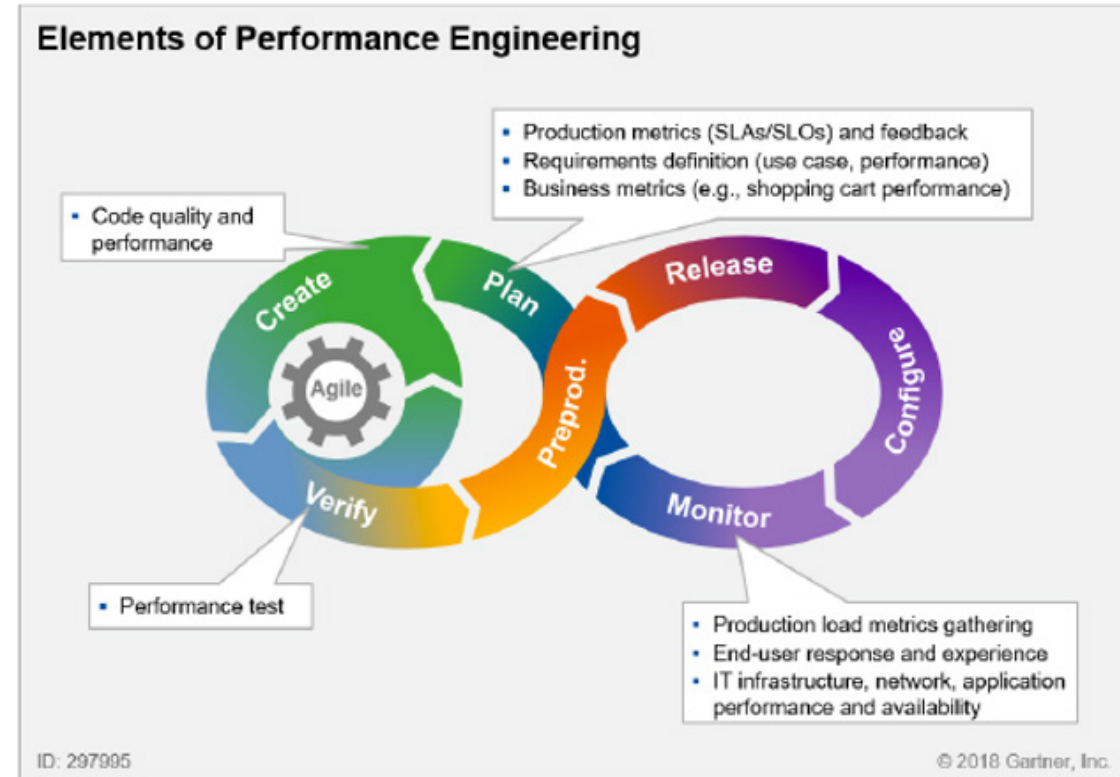 Elements of Performance Engineering
▪ Production metrics (SLAs/SLOs) and feedback
▪ Requirements definition (use case, performance)
▪ Business metrics (e.g., shopping cart performance)
▪ Code quality and
performance
Create
Plan
Release
Configure
Agile
Preprod.
Verify
Monitor
▪ Performance test
▪ Production load metrics gathering
▪ End-user response and experience
▪ IT infrastructure, network, application
performance and availability
ID: 297995
© 2018 Gartner, Inc.